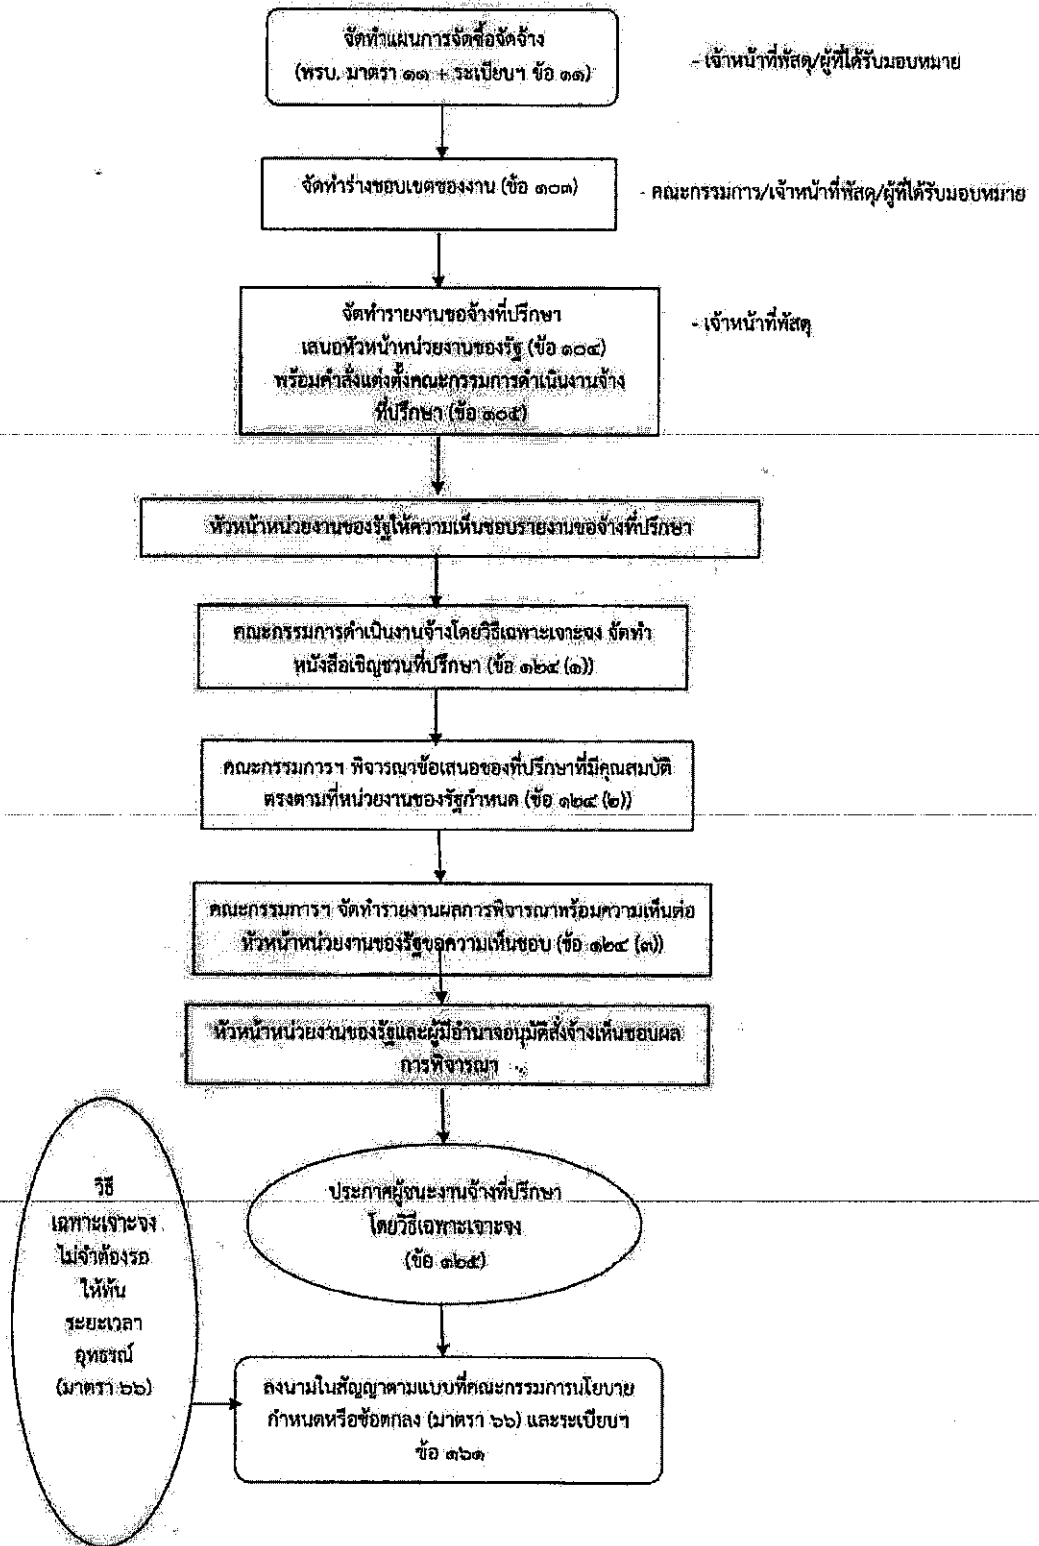 จัดทำแผนการจัดซื้อจัดจ้าง
(พรบ. มาตรา ๑๑ + ระเบียบฯ ข้อ ๑๑)
- เจ้าหน้าที่พัสดุ/ผู้ที่ได้รับมอบหมาย
จัดทำร่างขอบเขตของงาน (ข้อ ๑๐๓)
- คณะกรรมการ/เจ้าหน้าที่พัสดุ/ผู้ที่ได้รับมอบหมาย
จัดทำรายงานขอจ้างที่ปรึกษา
- เจ้าหน้าที่พัสดุ
เสนอหัวหน้าหน่วยงานของรัฐ (ข้อ ๑๐๔)
พร้อมคำสั่งแต่งตั้งคณะกรรมการดำเนินงานจ้าง
ที่ปรึกษา (ข้อ ๑๐๕)
หัวหน้าหน่วยงานของรัฐให้ความเห็นชอบรายงานขอจ้างที่ปรึกษา
คณะกรรมการดำเนินงานจ้างโดยวิธีเฉพาะเจาะจง จัดทำ
หนังสือเชิญชวนที่ปรึกษา (ข้อ ๑๒๔ (๑))
คณะกรรมการฯ พิจารณาข้อเสนอของที่ปรึกษาที่มีคุณสมบัติ
ตรงตามที่หน่วยงานของรัฐกำหนด (ข้อ ๑๒๔ (๒))
คณะกรรมการฯ จัดทำรายงานผลการพิจารณาพร้อมความเห็นต่อ
หัวหน้าหน่วยงานของรัฐขอความเห็นชอบ (ข้อ ๑๒๔ (๓))
หัวหน้าหน่วยงานของรัฐและผู้มีอำนาจอนุมัติสั่งจ้างเห็นชอบผล
การพิจารณา
ประกาศผู้ชนะงานจ้างที่ปรึกษา
โดยวิธีเฉพาะเจาะจง
(ข้อ ๑๒๕)
วิธี
เฉพาะเจาะจง
ไม่จำต้องรอ
ให้พ้น
ระยะเวลา
อุทธรณ์
(มาตรา ๖๖)
ลงนามในสัญญาตามแบบที่คณะกรรมการนโยบาย
กำหนดหรือข้อตกลง (มาตรา ๖๖) และระเบียบฯ
ข้อ ๑๖๑